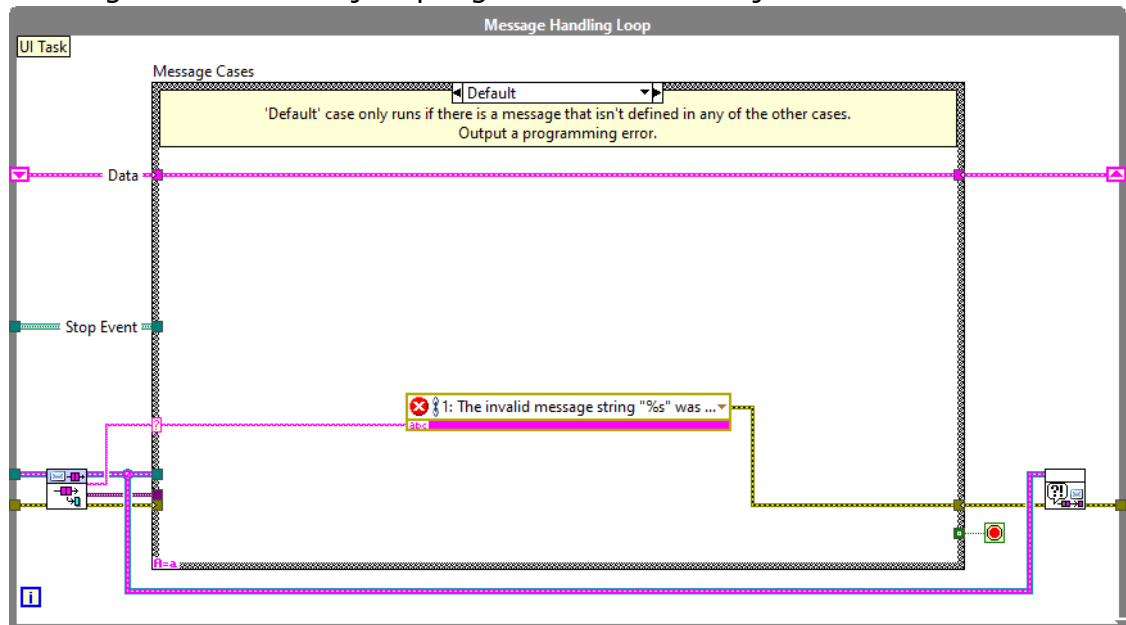 Message Handling Loop
UI Task
Message Cases
Default
'Default' case only runs if there is a message that isn't defined in any of the other cases.
Output a programming error.
Data
Stop Event
?
1: The invalid message string "%s" was ...
abc
?!
A=a
i